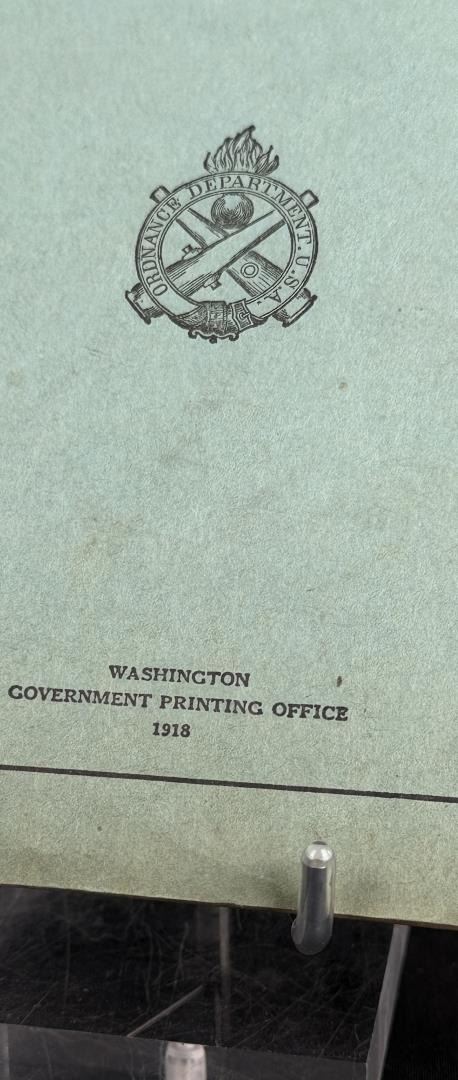 ORDNANCE DEPARTMENT. U.S.A.
WASHINGTON
GOVERNMENT PRINTING OFFICE
1918